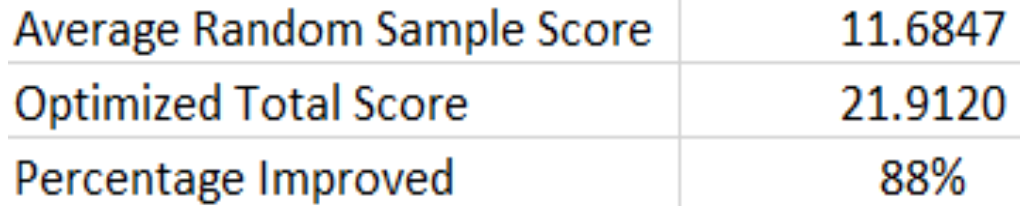 Average Random Sample Score 11.6847
Optimized Total Score 21.9120
Percentage Improved 88%